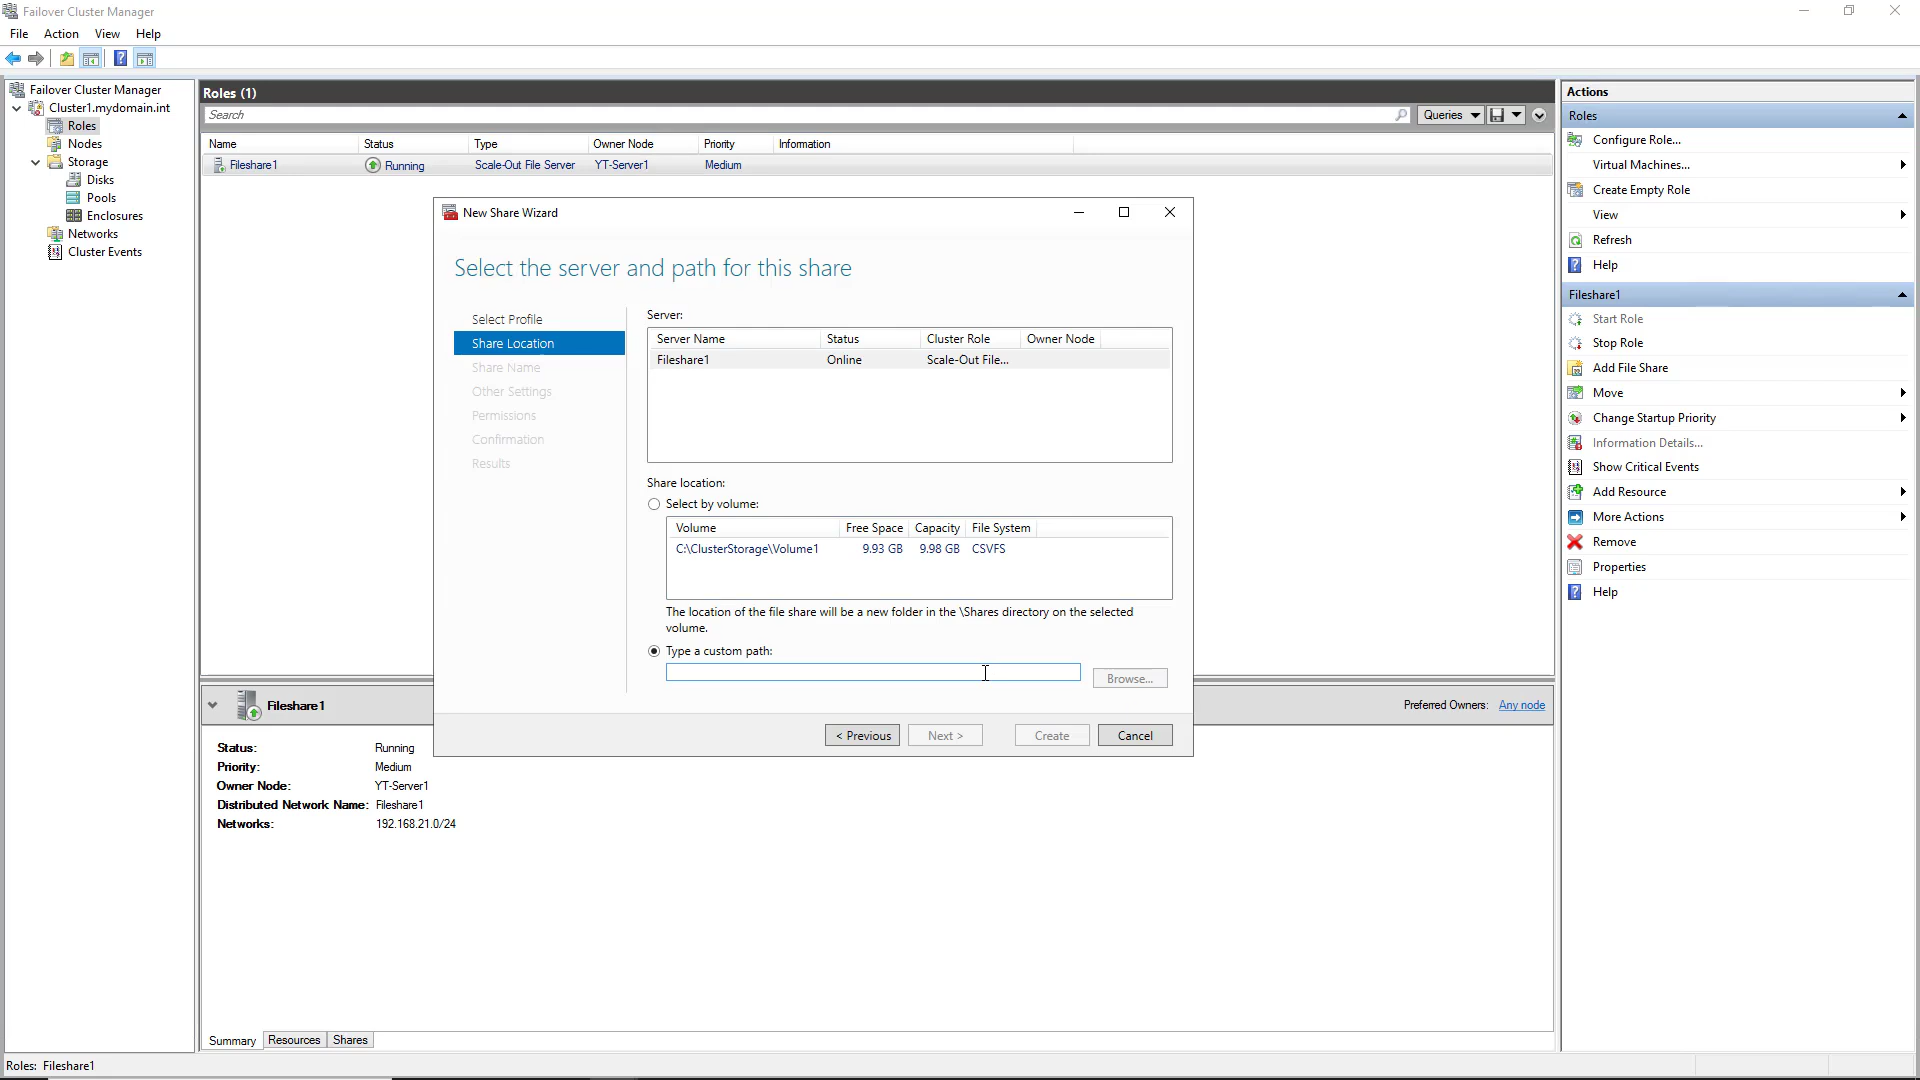 Failover Cluster Manager
File Action View Help
Failover Cluster Manager
Cluster1.mydomain.int
Roles
Nodes
Storage
Disks
Pools
Enclosures
Networks
Cluster Events
Roles (1)
Search
Queries
Name Status Type Owner Node Priority Information
Fileshare1 Running Scale-Out File Server YT-Server1 Medium
New Share Wizard
Select the server and path for this share
Select Profile
Share Location
Share Name
Other Settings
Permissions
Confirmation
Results
Server:
Server Name Status Cluster Role Owner Node
Fileshare1 Online Scale-Out File...
Share location:
Select by volume:
Volume Free Space Capacity File System
C:\ClusterStorage\Volume1 9.93 GB 9.98 GB CSVFS
The location of the file share will be a new folder in the \Shares directory on the selected
volume.
Type a custom path:
Browse...
< Previous Next > Create Cancel
Fileshare1
Preferred Owners: Any node
Status: Running
Priority: Medium
Owner Node: YT-Server1
Distributed Network Name: Fileshare1
Networks: 192.168.21.0/24
Summary Resources Shares
Actions
Roles
Configure Role...
Virtual Machines...
Create Empty Role
View
Refresh
Help
Fileshare1
Start Role
Stop Role
Add File Share
Move
Change Startup Priority
Information Details...
Show Critical Events
Add Resource
More Actions
Remove
Properties
Help
Roles: Fileshare1